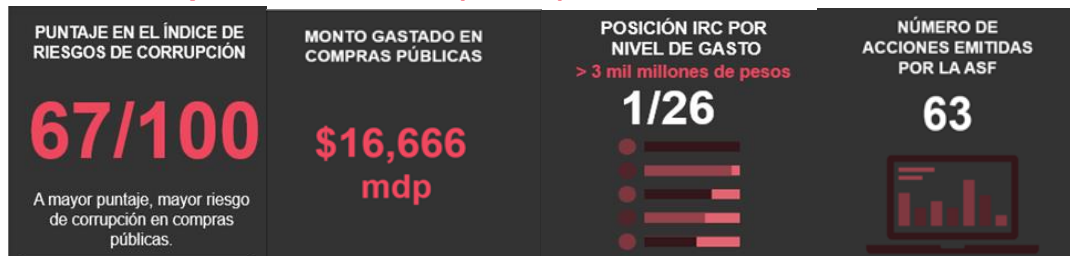 PUNTAJE EN EL ÍNDICE DE
RIESGOS DE CORRUPCIÓN
67/100
A mayor puntaje, mayor riesgo
de corrupción en compras
públicas.
MONTO GASTADO EN
COMPRAS PÚBLICAS
$16,666
mdp
POSICIÓN IRC POR
NIVEL DE GASTO
> 3 mil millones de pesos
1/26
NÚMERO DE
ACCIONES EMITIDAS
POR LA ASF
63